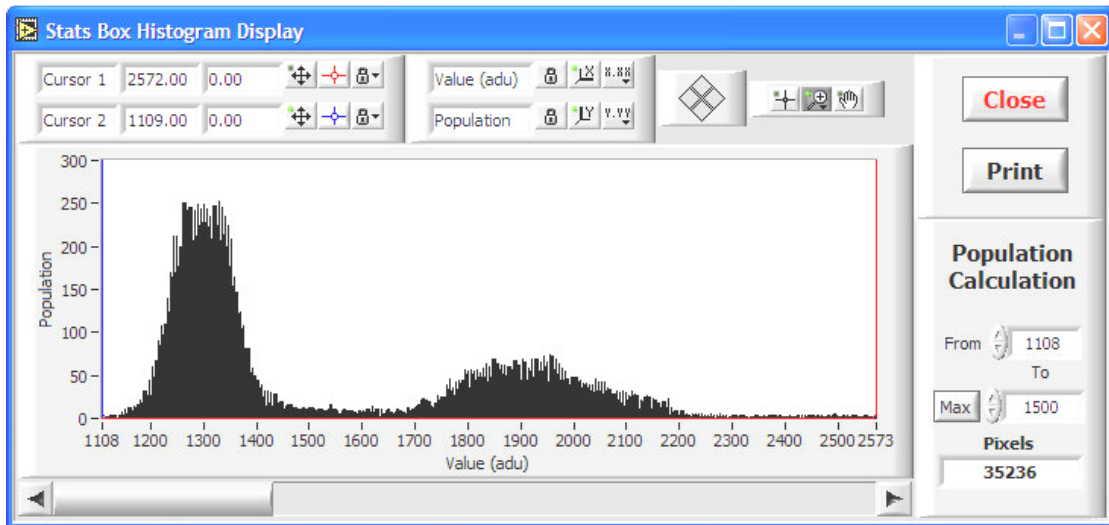 Stats Box Histogram Display
Cursor 1 2572.00 0.00 Value (adu) X.XX
Cursor 2 1109.00 0.00 Population Y.YY
Close
Print
Population
300
250
200
150
100
50
0
1108 1200 1300 1400 1500 1600 1700 1800 1900 2000 2100 2200 2300 2400 2500 2573
Value (adu)
Population
Calculation
From 1108
To
Max 1500
Pixels
35236